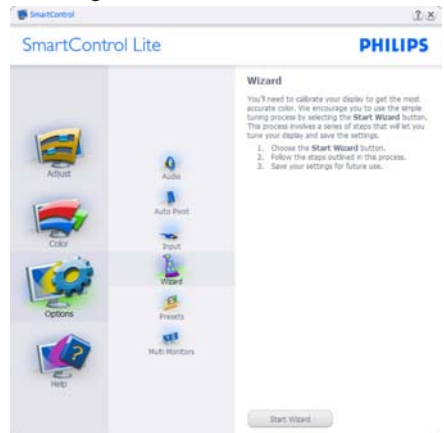 SmartControl
SmartControl Lite
PHILIPS
Adjust
Color
Options
Help
Audio
Auto Pivot
Input
Wizard
Presets
Multi Monitors
Wizard
You'll need to calibrate your display to get the most
accurate color. We encourage you to use the simple
tuning process by selecting the Start Wizard button.
This process involves a series of steps that will let you
tune your display and save the settings.
1. Choose the Start Wizard button.
2. Follow the steps outlined in this process.
3. Save your settings for future use.
Start Wizard